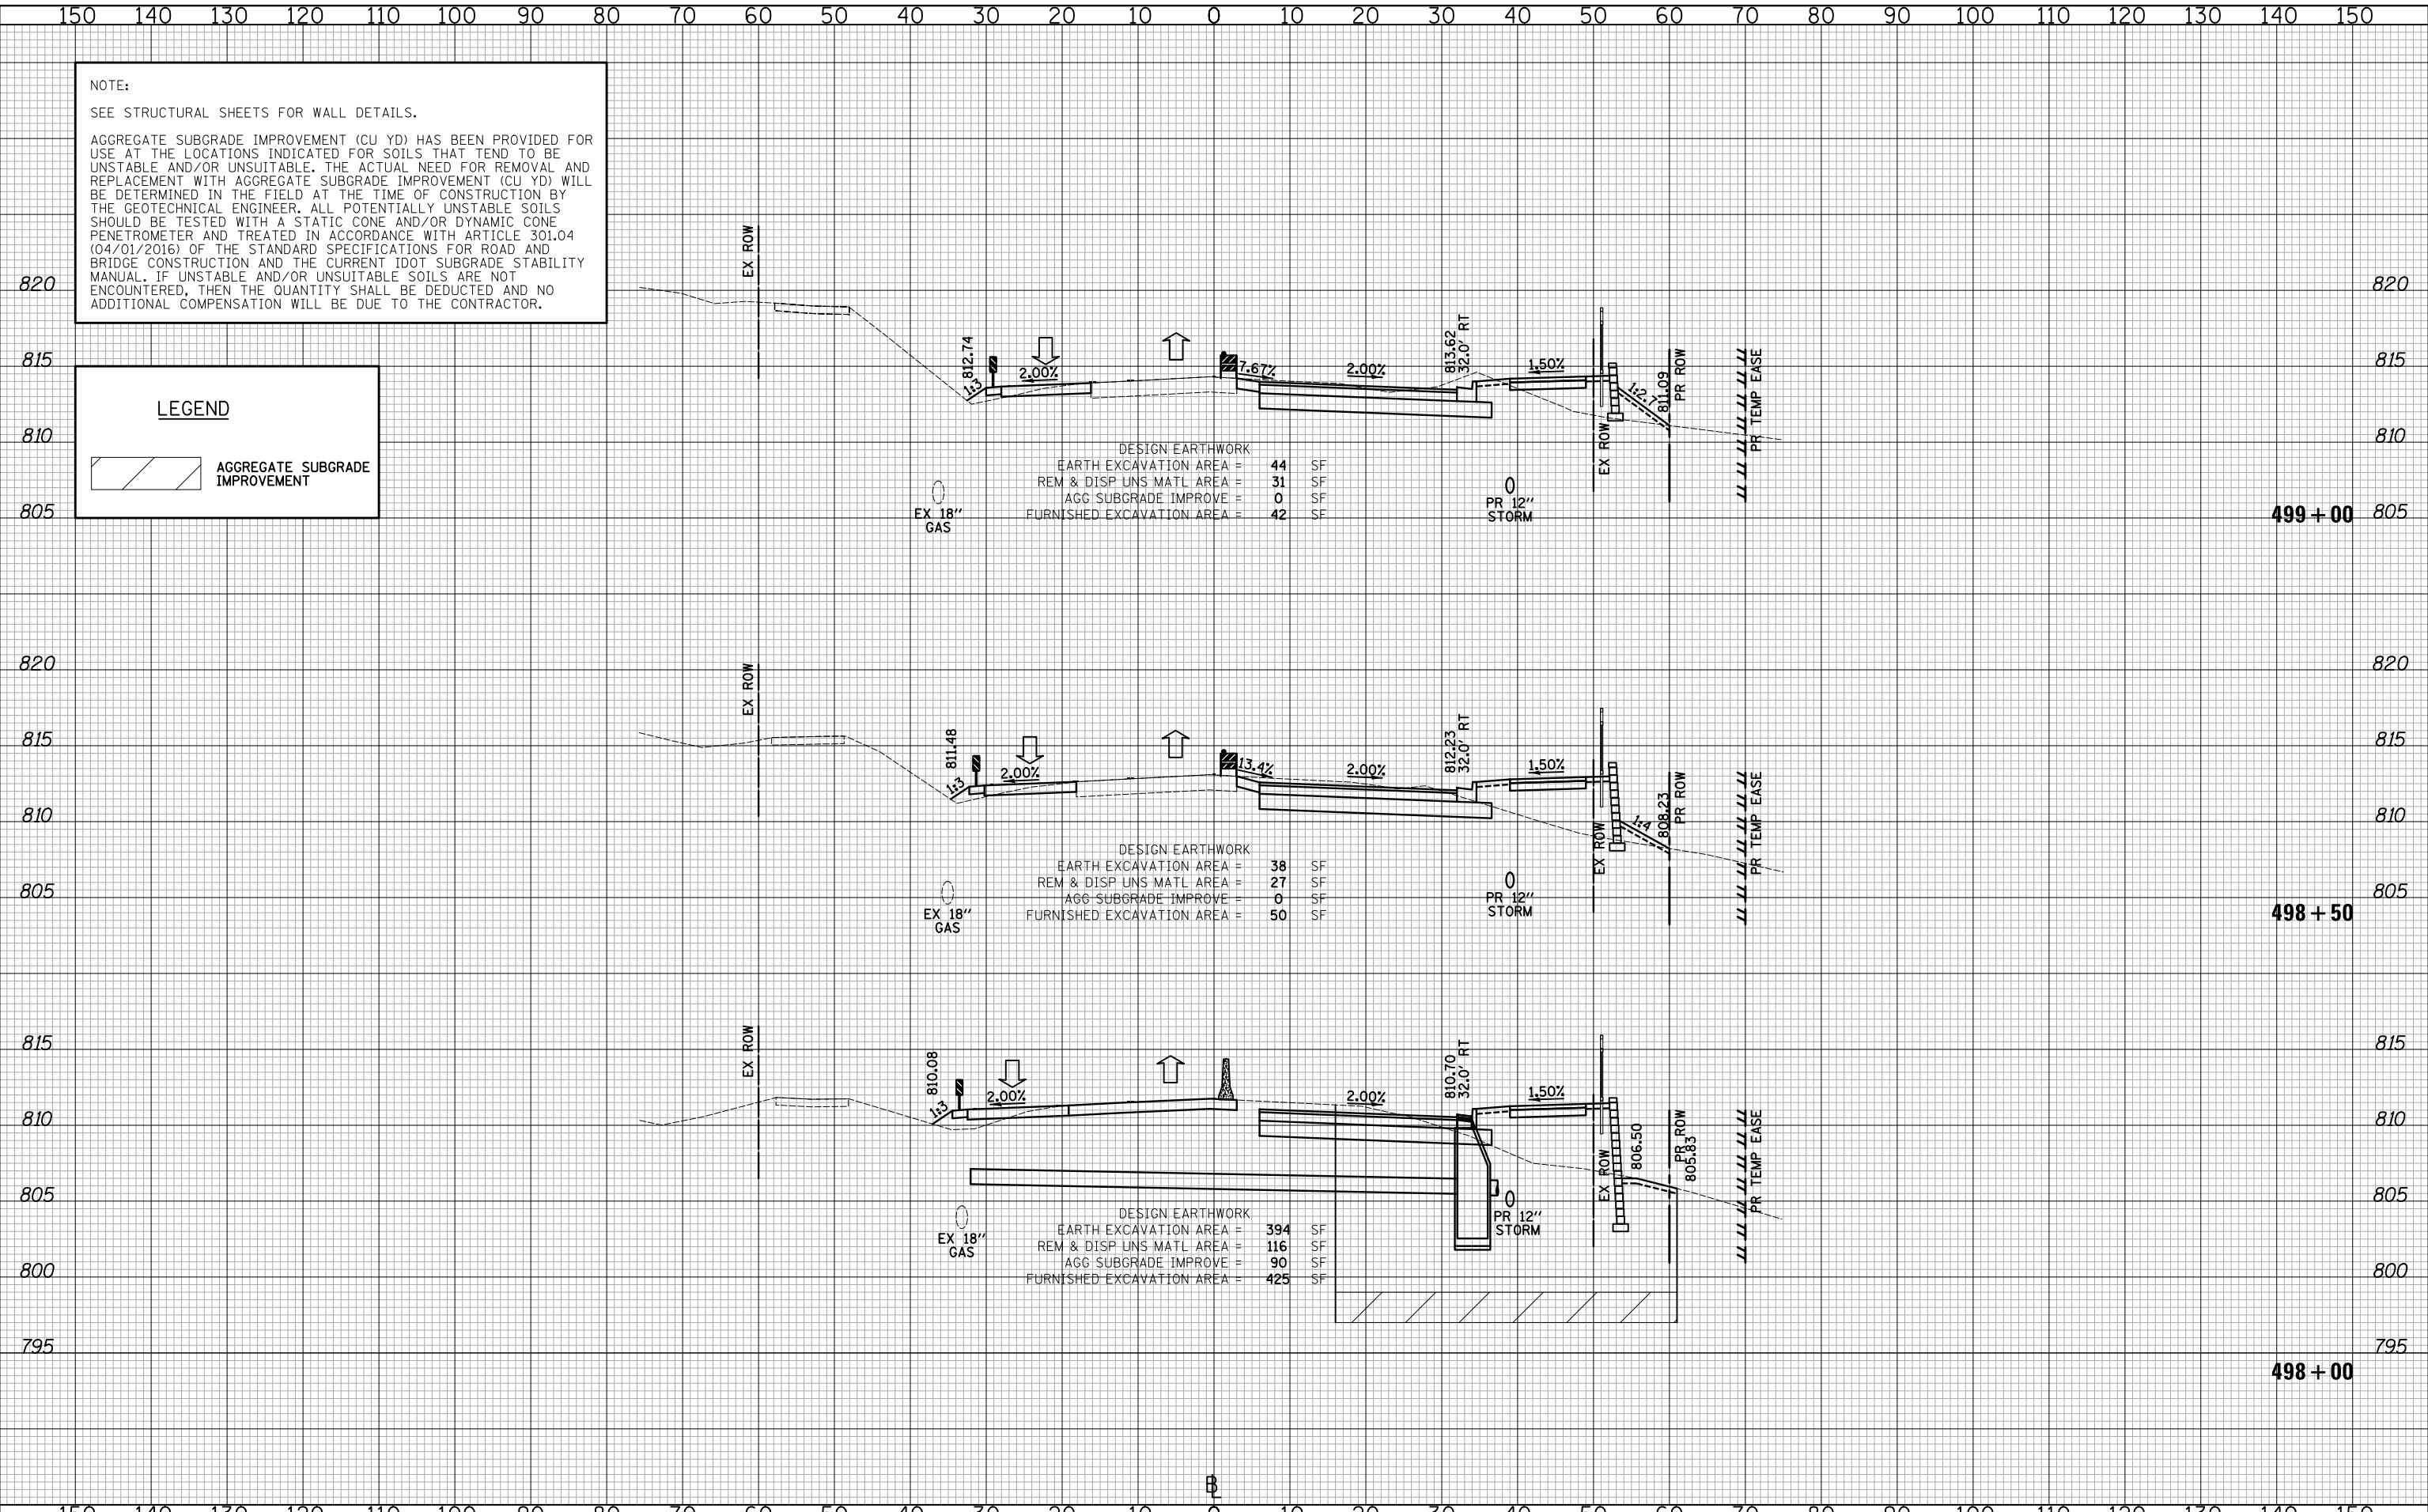 150 140 130 120 110 100 90 80 70 60 50 40 30 20 10 0 10 20 30 40 50 60 70 80 90 100 110 120 130 140 150
NOTE:
SEE STRUCTURAL SHEETS FOR WALL DETAILS.
AGGREGATE SUBGRADE IMPROVEMENT (CU YD) HAS BEEN PROVIDED FOR
USE AT THE LOCATIONS INDICATED FOR SOILS THAT TEND TO BE
UNSTABLE AND/OR UNSUITABLE. THE ACTUAL NEED FOR REMOVAL AND
REPLACEMENT WITH AGGREGATE SUBGRADE IMPROVEMENT (CU YD) WILL
BE DETERMINED IN THE FIELD AT THE TIME OF CONSTRUCTION BY
THE GEOTECHNICAL ENGINEER. ALL POTENTIALLY UNSTABLE SOILS
SHOULD BE TESTED WITH A STATIC CONE AND/OR DYNAMIC CONE
PENETROMETER AND TREATED IN ACCORDANCE WITH ARTICLE 301.04
(04/01/2016) OF THE STANDARD SPECIFICATIONS FOR ROAD AND
BRIDGE CONSTRUCTION AND THE CURRENT IDOT SUBGRADE STABILITY
MANUAL. IF UNSTABLE AND/OR UNSUITABLE SOILS ARE NOT
ENCOUNTERED, THEN THE QUANTITY SHALL BE DEDUCTED AND NO
ADDITIONAL COMPENSATION WILL BE DUE TO THE CONTRACTOR.
LEGEND
AGGREGATE SUBGRADE
IMPROVEMENT
820 820
815 815
810 810
805 805
EX ROW
812.74
1:3
2.00%
7.67%
2.00%
813.62
32.0' RT
1.50%
1:2.7
811.09
PR ROW
EX ROW
PR TEMP EASE
DESIGN EARTHWORK
EARTH EXCAVATION AREA = 44 SF
REM & DISP UNS MATL AREA = 31 SF
AGG SUBGRADE IMPROVE = 0 SF
FURNISHED EXCAVATION AREA = 42 SF
EX 18"
GAS
PR 12"
STORM
499+00
820 820
815 815
810 810
805 805
EX ROW
811.48
1:3
2.00%
13.4%
2.00%
812.23
32.0' RT
1.50%
1:4
808.23
PR ROW
EX ROW
PR TEMP EASE
DESIGN EARTHWORK
EARTH EXCAVATION AREA = 38 SF
REM & DISP UNS MATL AREA = 27 SF
AGG SUBGRADE IMPROVE = 0 SF
FURNISHED EXCAVATION AREA = 50 SF
EX 18"
GAS
PR 12"
STORM
498+50
815 815
810 810
805 805
800 800
795 795
EX ROW
810.08
1:3
2.00%
2.00%
810.70
32.0' RT
1.50%
806.50
PR ROW
805.83
EX ROW
PR TEMP EASE
DESIGN EARTHWORK
EARTH EXCAVATION AREA = 394 SF
REM & DISP UNS MATL AREA = 116 SF
AGG SUBGRADE IMPROVE = 90 SF
FURNISHED EXCAVATION AREA = 425 SF
EX 18"
GAS
PR 12"
STORM
498+00
BL
150 140 130 120 110 100 90 80 70 60 50 40 30 20 10 0 10 20 30 40 50 60 70 80 90 100 110 120 130 140 150